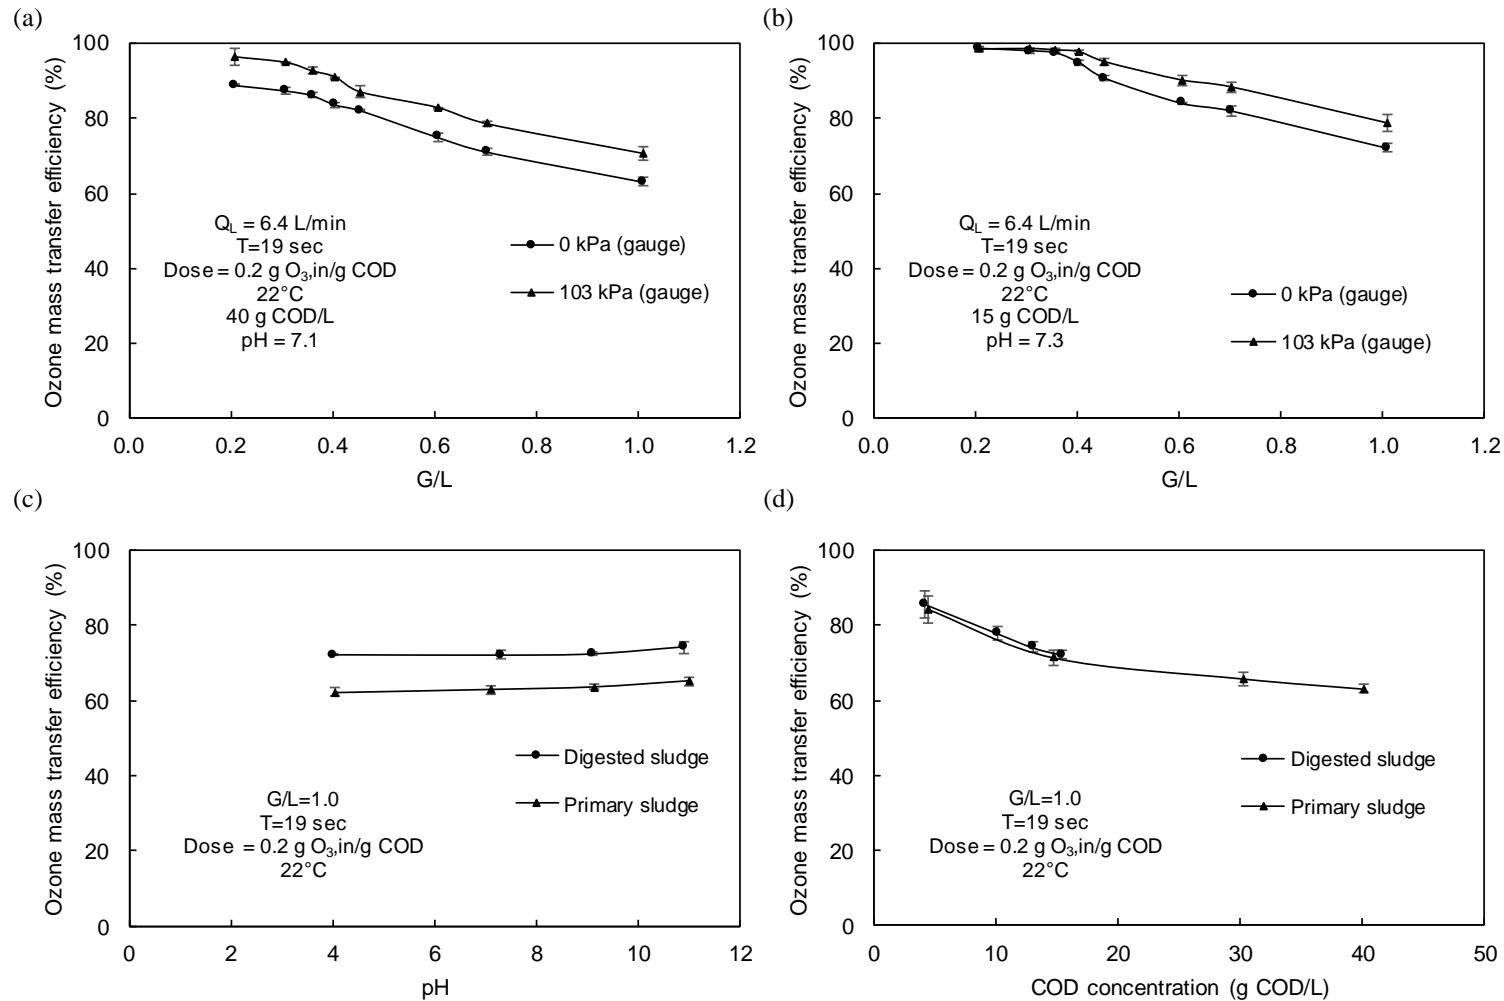 (a)
Ozone mass transfer efficiency (%)
100
80
60
40
20
0
0.0 0.2 0.4 0.6 0.8 1.0 1.2
G/L
QL = 6.4 L/min
T=19 sec
Dose = 0.2 g O3,in/g COD
22°C
40 g COD/L
pH = 7.1
0 kPa (gauge)
103 kPa (gauge)
(b)
Ozone mass transfer efficiency (%)
100
80
60
40
20
0
0.0 0.2 0.4 0.6 0.8 1.0 1.2
G/L
QL = 6.4 L/min
T=19 sec
Dose = 0.2 g O3,in/g COD
22°C
15 g COD/L
pH = 7.3
0 kPa (gauge)
103 kPa (gauge)
(c)
Ozone mass transfer efficiency (%)
100
80
60
40
20
0
0 2 4 6 8 10 12
pH
G/L=1.0
T=19 sec
Dose = 0.2 g O3,in/g COD
22°C
Digested sludge
Primary sludge
(d)
Ozone mass transfer efficiency (%)
100
80
60
40
20
0
0 10 20 30 40 50
COD concentration (g COD/L)
G/L=1.0
T=19 sec
Dose = 0.2 g O3,in/g COD
22°C
Digested sludge
Primary sludge